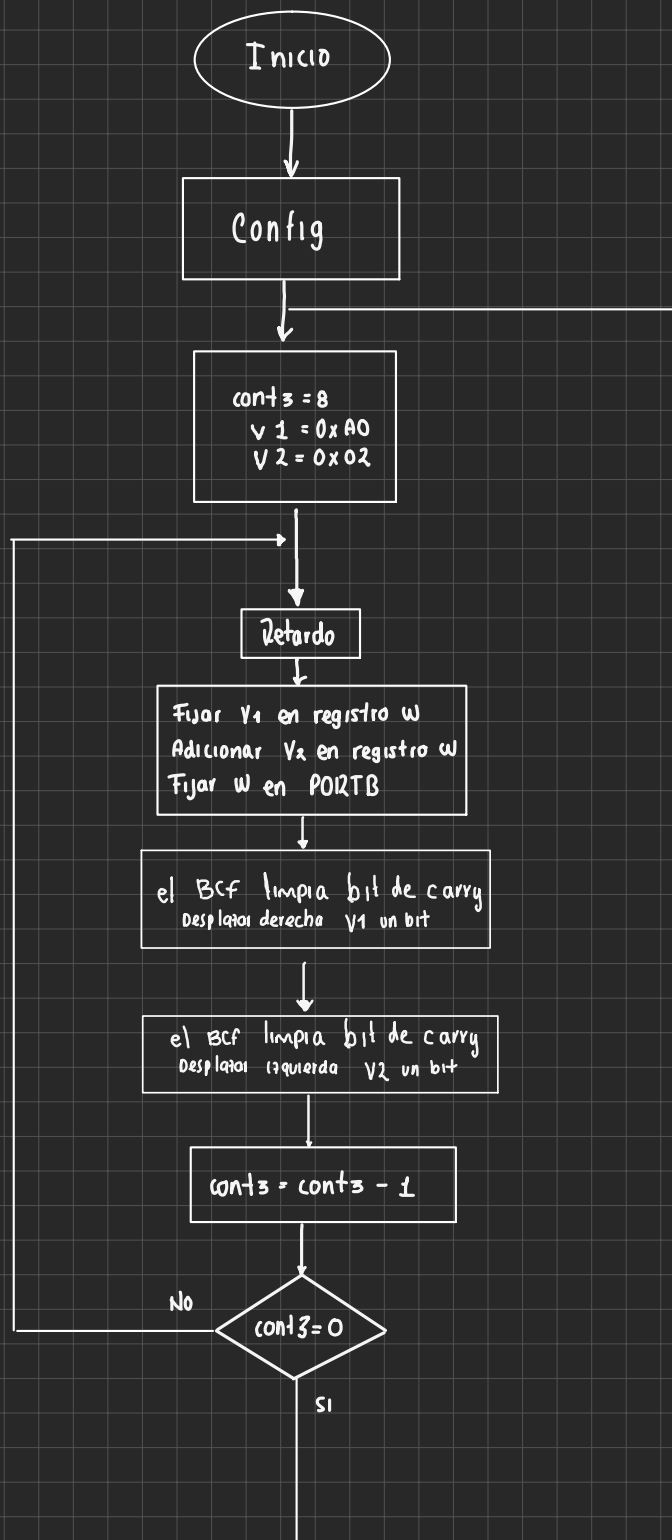 Inicio
Config
cont3 = 8
V1 = 0xA0
V2 = 0x02
Retardo
Fijar V1 en registro W
Adicionar V2 en registro W
Fijar W en PORTB
el BCf limpia bit de carry
Desplazar derecha V1 un bit
el BCf limpia bit de carry
Desplazar izquierda V2 un bit
cont3 = cont3 - 1
No
cont3=0
SI